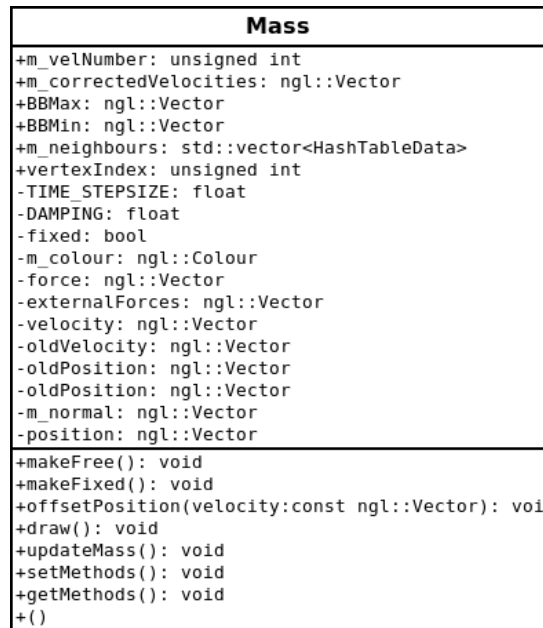 Mass
+m_velNumber: unsigned int
+m_correctedVelocities: ngl::Vector
+BBMax: ngl::Vector
+BBMin: ngl::Vector
+m_neighbours: std::vector<HashTableData>
+vertexIndex: unsigned int
-TIME_STEPSIZE: float
-DAMPING: float
-fixed: bool
-m_colour: ngl::Colour
-force: ngl::Vector
-externalForces: ngl::Vector
-velocity: ngl::Vector
-oldVelocity: ngl::Vector
-oldPosition: ngl::Vector
-oldPosition: ngl::Vector
-m_normal: ngl::Vector
-position: ngl::Vector
+makeFree(): void
+makeFixed(): void
+offsetPosition(velocity:const ngl::Vector): voi
+draw(): void
+updateMass(): void
+setMethods(): void
+getMethods(): void
+()